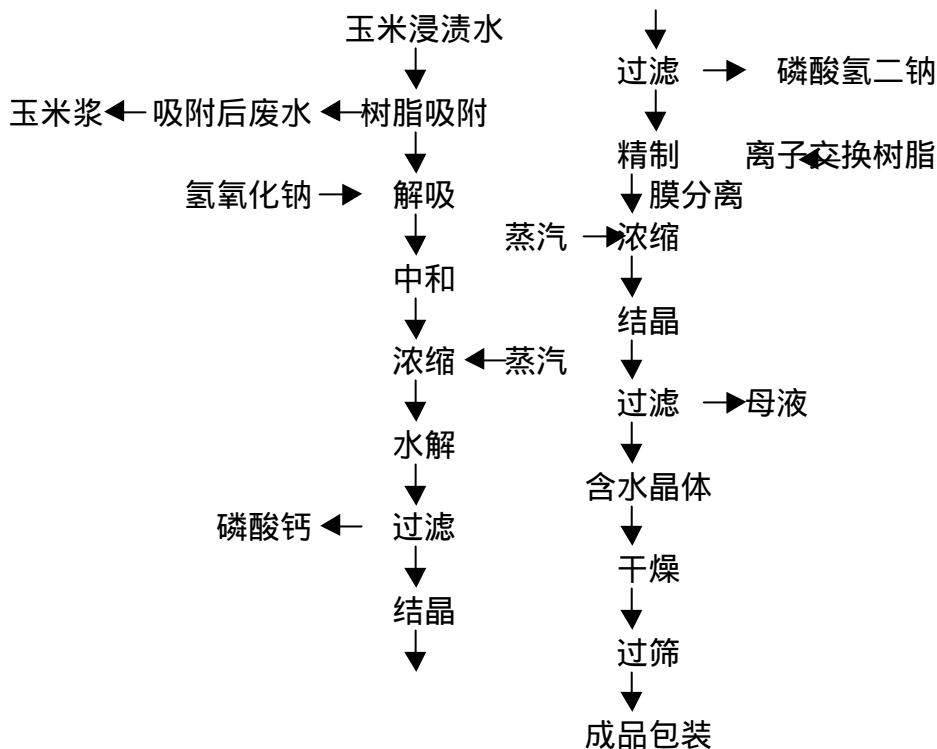 玉米浸渍水
玉米浆
吸附后废水
树脂吸附
氢氧化钠
解吸
中和
浓缩
蒸汽
水解
磷酸钙
过滤
结晶
过滤
磷酸氢二钠
精制
离子交换树脂
膜分离
蒸汽
浓缩
结晶
过滤
母液
含水晶体
干燥
过筛
成品包装